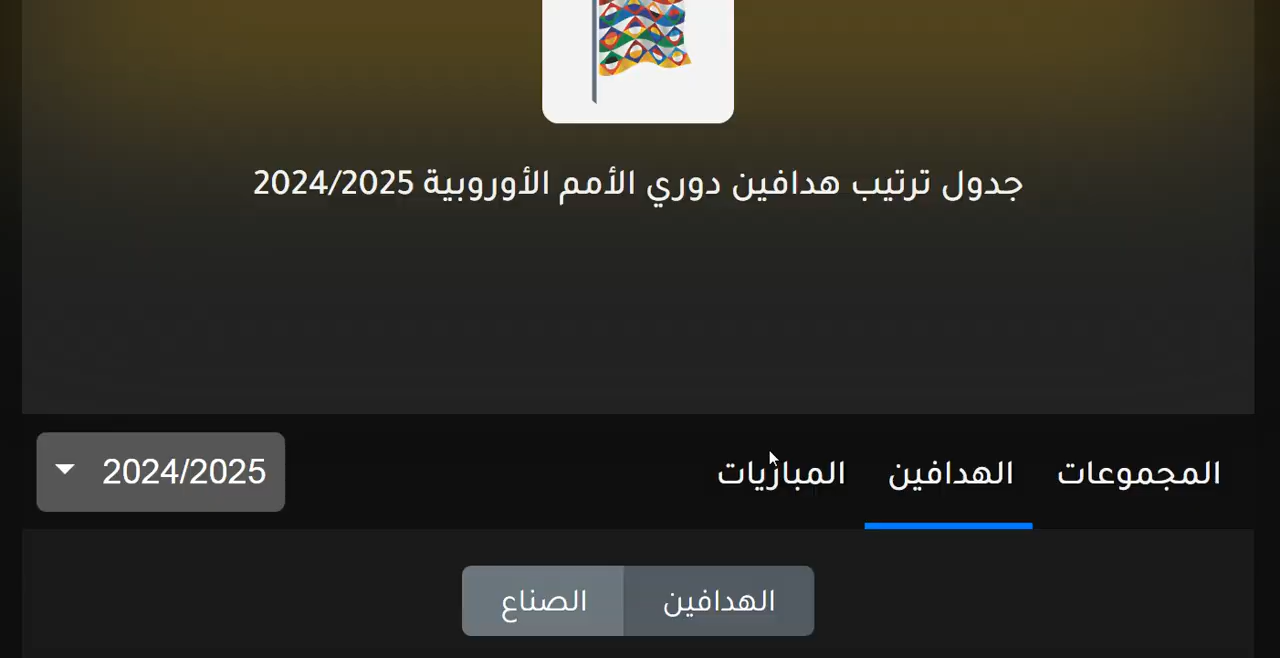 جدول ترتيب هدافين دوري الأمم الأوروبية 2024/2025
المجموعات الهدافين المباريات 2024/2025
الهدافين الصناع